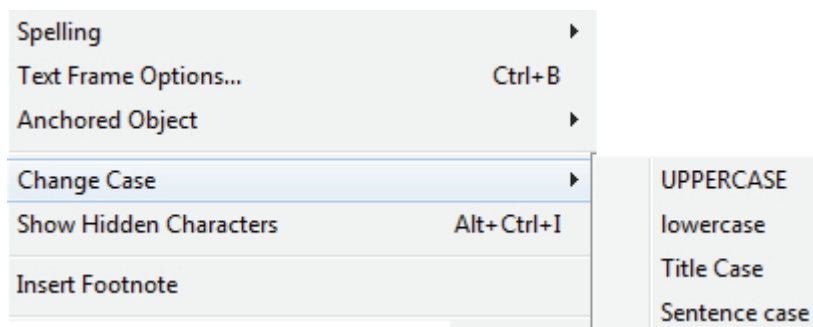 Spelling
Text Frame Options... Ctrl+B
Anchored Object
Change Case
Show Hidden Characters Alt+Ctrl+I
Insert Footnote
UPPERCASE
lowercase
Title Case
Sentence case